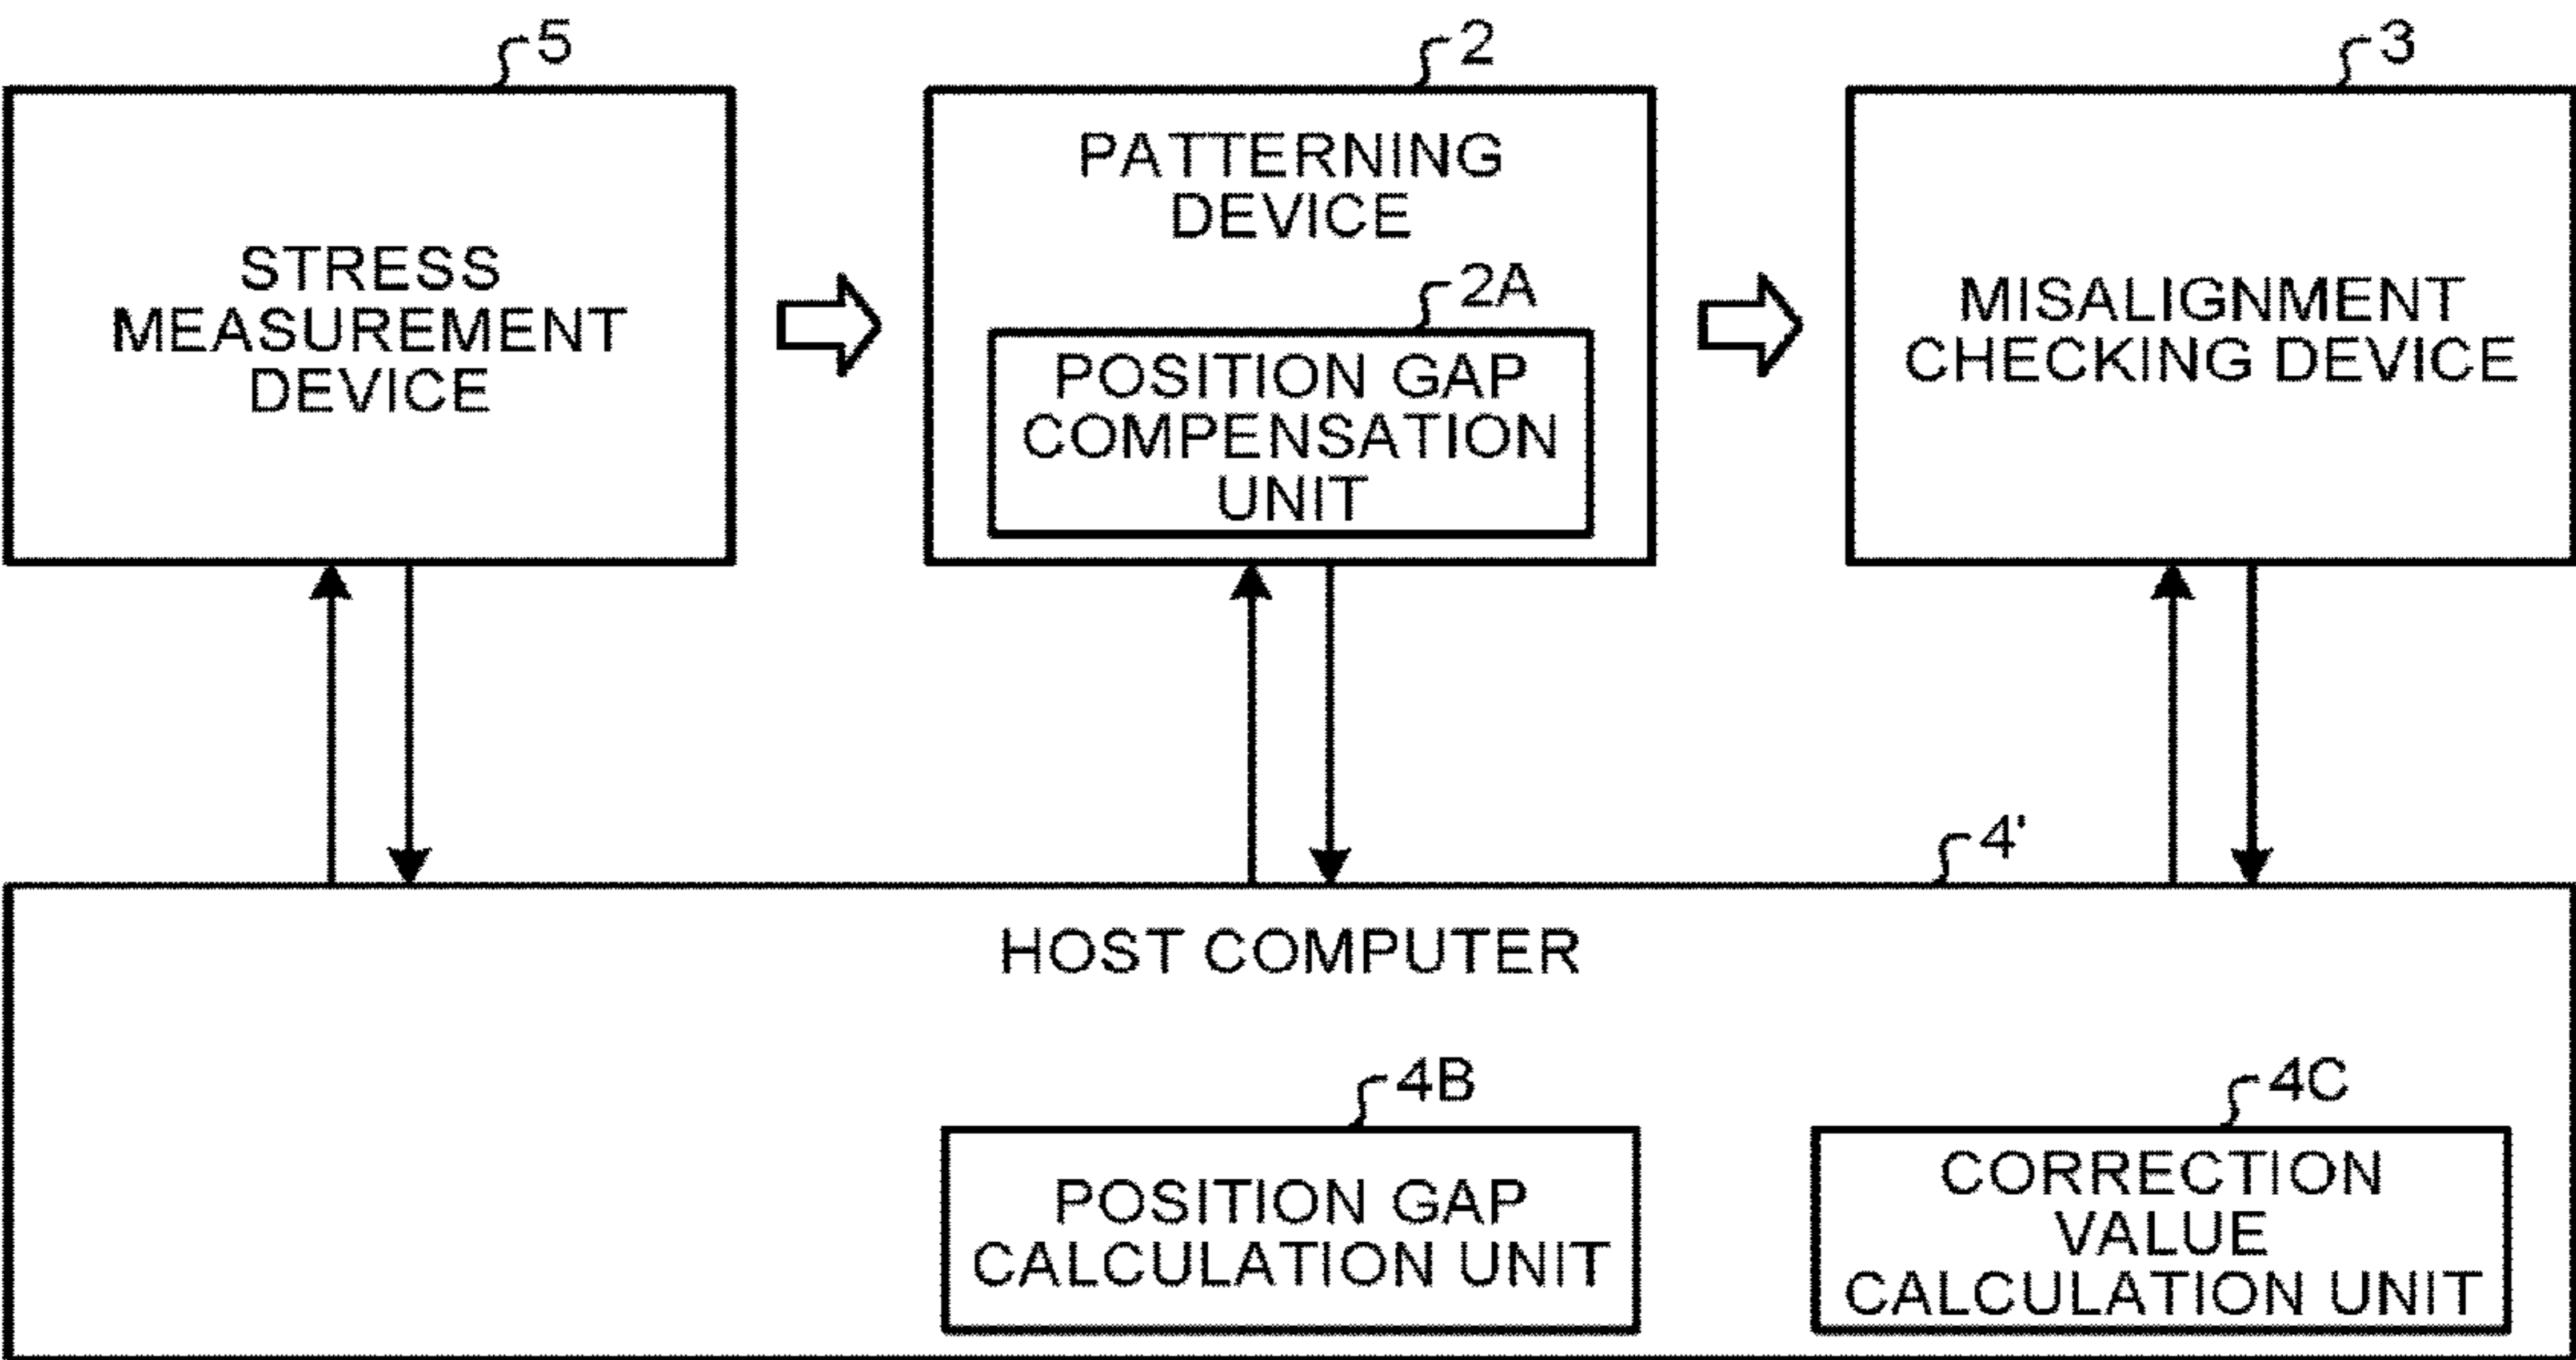 5
STRESS
MEASUREMENT
DEVICE
2
PATTERNING
DEVICE
2A
POSITION GAP
COMPENSATION
UNIT
3
MISALIGNMENT
CHECKING DEVICE
4'
HOST COMPUTER
4B
POSITION GAP
CALCULATION UNIT
4C
CORRECTION
VALUE
CALCULATION UNIT